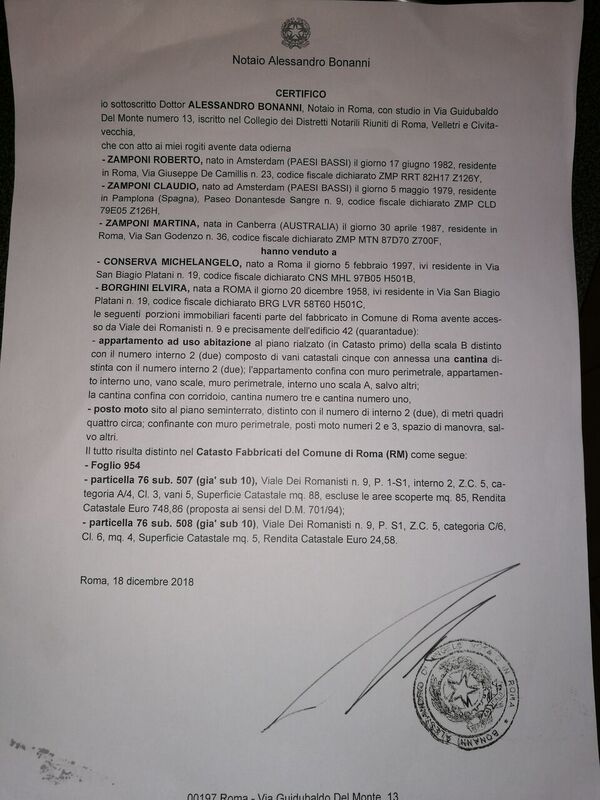 Notaio Alessandro Bonanni
CERTIFICO
io sottoscritto Dottor ALESSANDRO BONANNI, Notaio in Roma, con studio in Via Guidubaldo
Del Monte numero 13, iscritto nel Collegio dei Distretti Notarili Riuniti di Roma, Velletri e Civita-
vecchia,
che con atto ai miei rogiti avente data odierna
- ZAMPONI ROBERTO, nato in Amsterdam (PAESI BASSI) il giorno 17 giugno 1982, residente
in Roma, Via Giuseppe De Camillis n. 23, codice fiscale dichiarato ZMP RRT 82H17 Z126Y,
- ZAMPONI CLAUDIO, nato ad Amsterdam (PAESI BASSI) il giorno 5 maggio 1979, residente
in Pamplona (Spagna), Paseo Donantesde Sangre n. 9, codice fiscale dichiarato ZMP CLD
79E05 Z126H,
- ZAMPONI MARTINA, nata in Canberra (AUSTRALIA) il giorno 30 aprile 1987, residente in
Roma, Via San Godenzo n. 36, codice fiscale dichiarato ZMP MTN 87D70 Z700F,
hanno venduto a
- CONSERVA MICHELANGELO, nato a Roma il giorno 5 febbraio 1997, ivi residente in Via
San Biagio Platani n. 19, codice fiscale dichiarato CNS MHL 97B05 H501B,
- BORGHINI ELVIRA, nata a ROMA il giorno 20 dicembre 1958, ivi residente in Via San Biagio
Platani n. 19, codice fiscale dichiarato BRG LVR 58T60 H501C,
le seguenti porzioni immobiliari facenti parte del fabbricato in Comune di Roma avente acces-
so da Viale dei Romanisti n. 9 e precisamente dell'edificio 42 (quarantadue):
- appartamento ad uso abitazione al piano rialzato (in Catasto primo) della scala B distinto
con il numero interno 2 (due) composto di vani catastali cinque con annessa una cantina di-
stinta con il numero interno 2 (due); l'appartamento confina con muro perimetrale, appartamen-
to interno uno, vano scale, muro perimetrale, interno uno scala A, salvo altri;
la cantina confina con corridoio, cantina numero tre e cantina numero uno,
- posto moto sito al piano seminterrato, distinto con il numero di interno 2 (due), di metri quadri
quattro circa; confinante con muro perimetrale, posti moto numeri 2 e 3, spazio di manovra, sal-
vo altri.
Il tutto risulta distinto nel Catasto Fabbricati del Comune di Roma (RM) come segue:
- Foglio 954
- particella 76 sub. 507 (gia' sub 10), Viale Dei Romanisti n. 9, P. 1-S1, interno 2, Z.C. 5, ca-
tegoria A/4, Cl. 3, vani 5, Superficie Catastale mq. 88, escluse le aree scoperte mq. 85, Rendita
Catastale Euro 748,86 (proposta ai sensi del D.M. 701/94);
- particella 76 sub. 508 (gia' sub 10), Viale Dei Romanisti n. 9, P. S1, Z.C. 5, categoria C/6,
Cl. 6, mq. 4, Superficie Catastale mq. 5, Rendita Catastale Euro 24,58.
Roma, 18 dicembre 2018
BONANNI ALESSANDRO DI NOTAIO IN ROMA
00197 Roma - Via Guidubaldo Del Monte, 13